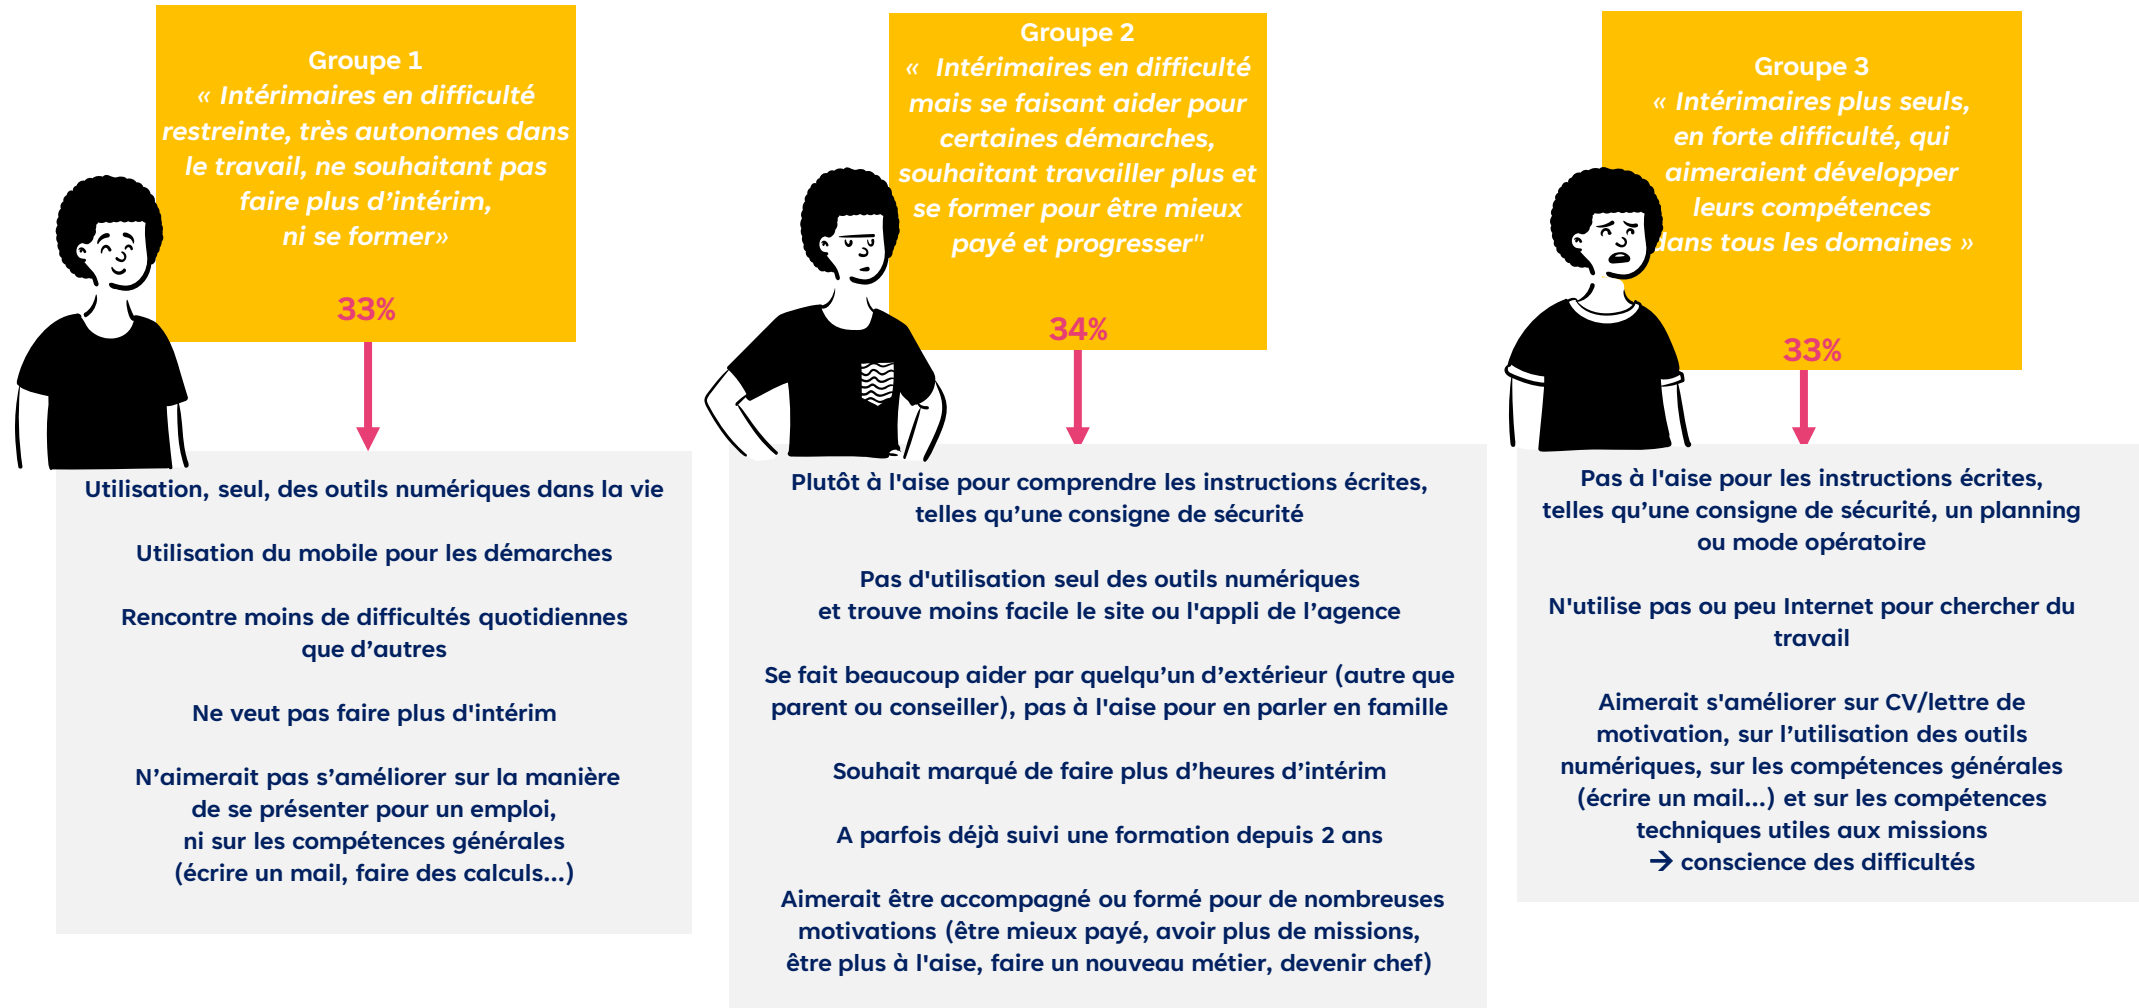 Groupe 1
« Intérimaires en difficulté
restreinte, très autonomes dans
le travail, ne souhaitant pas
faire plus d’intérim,
ni se former»
33%
Utilisation, seul, des outils numériques dans la vie
Utilisation du mobile pour les démarches
Rencontre moins de difficultés quotidiennes
que d’autres
Ne veut pas faire plus d'intérim
N’aimerait pas s’améliorer sur la manière
de se présenter pour un emploi,
ni sur les compétences générales
(écrire un mail, faire des calculs...)
Groupe 2
« Intérimaires en difficulté
mais se faisant aider pour
certaines démarches,
souhaitant travailler plus et
se former pour être mieux
payé et progresser"
34%
Plutôt à l'aise pour comprendre les instructions écrites,
telles qu’une consigne de sécurité
Pas d'utilisation seul des outils numériques
et trouve moins facile le site ou l'appli de l’agence
Se fait beaucoup aider par quelqu’un d’extérieur (autre que
parent ou conseiller), pas à l'aise pour en parler en famille
Souhait marqué de faire plus d’heures d’intérim
A parfois déjà suivi une formation depuis 2 ans
Aimerait être accompagné ou formé pour de nombreuses
motivations (être mieux payé, avoir plus de missions,
être plus à l'aise, faire un nouveau métier, devenir chef)
Groupe 3
« Intérimaires plus seuls,
en forte difficulté, qui
aimeraient développer
leurs compétences
dans tous les domaines »
33%
Pas à l'aise pour les instructions écrites,
telles qu’une consigne de sécurité, un planning
ou mode opératoire
N'utilise pas ou peu Internet pour chercher du
travail
Aimerait s'améliorer sur CV/lettre de
motivation, sur l’utilisation des outils
numériques, sur les compétences générales
(écrire un mail...) et sur les compétences
techniques utiles aux missions
→ conscience des difficultés